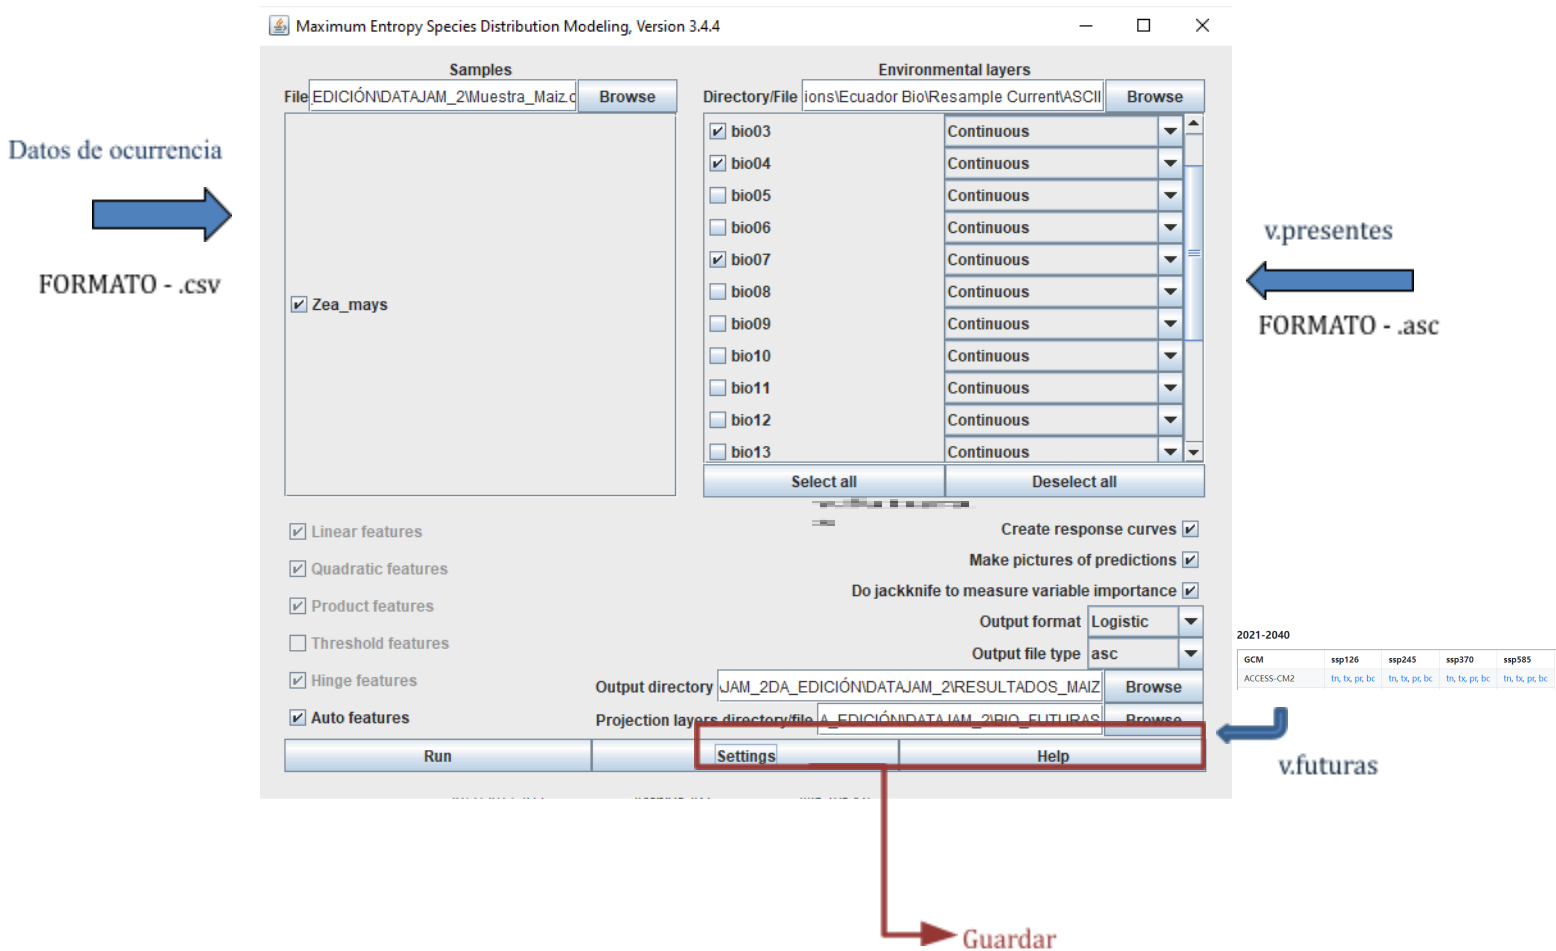 Maximum Entropy Species Distribution Modeling, Version 3.4.4
Samples
File EDICIÓN\DATAJAM_2\Muestra_Maiz.c Browse
Zea_mays
Environmental layers
Directory/File ions\Ecuador Bio\Resample Current\ASCII Browse
bio03 Continuous
bio04 Continuous
bio05 Continuous
bio06 Continuous
bio07 Continuous
bio08 Continuous
bio09 Continuous
bio10 Continuous
bio11 Continuous
bio12 Continuous
bio13 Continuous
Select all Deselect all
Datos de ocurrencia
FORMATO - .csv
v.presentes
FORMATO - .asc
Linear features
Quadratic features
Product features
Threshold features
Hinge features
Auto features
Create response curves
Make pictures of predictions
Do jackknife to measure variable importance
Output format Logistic
Output file type asc
Output directory JAM_2DA_EDICIÓN\DATAJAM_2\RESULTADOS_MAIZ Browse
Projection layers directory/file A_EDICIÓN\DATAJAM_2\BIO_FUTURAS Browse
Run Settings Help
2021-2040
GCM ssp126 ssp245 ssp370 ssp585
ACCESS-CM2 tn, tx, pr, bc tn, tx, pr, bc tn, tx, pr, bc tn, tx, pr, bc
v.futuras
Guardar